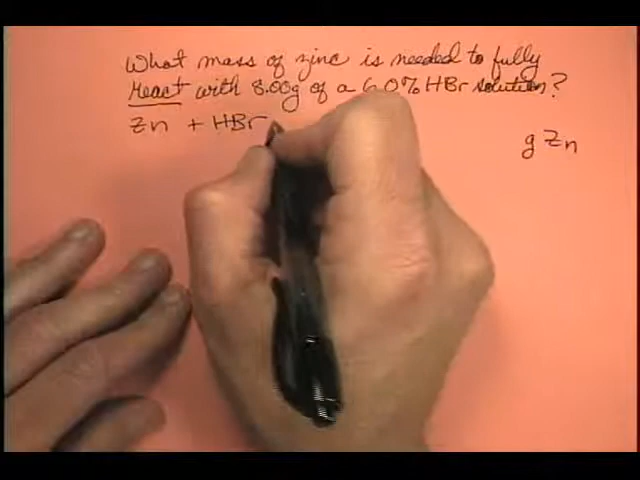 What mass of zinc is needed to fully
react with 8.00g of a 6.0% HBr solution?
Zn + HBr
g Zn